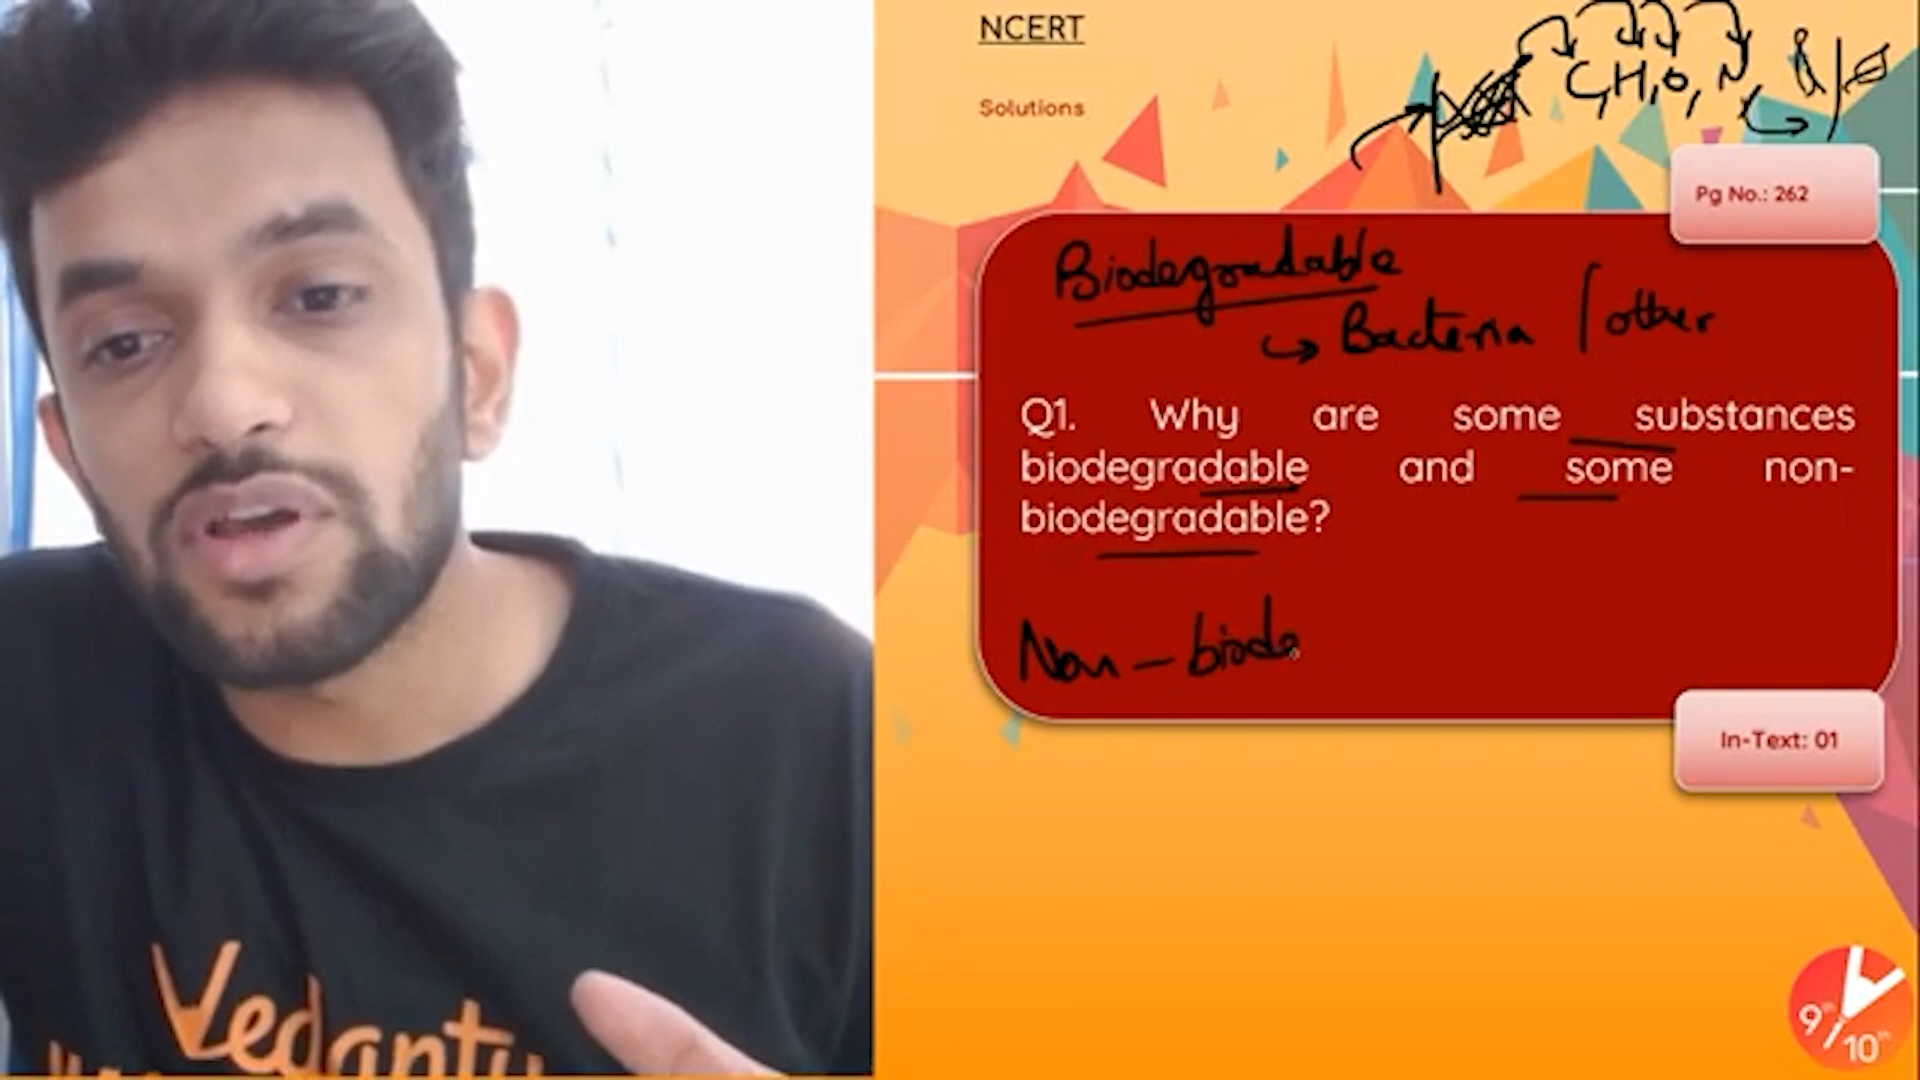 NCERT
Solutions
C, H, O, N,
Pg No.: 262
Biodegradable
↪ Bacteria / other
Q1. Why are some substances
biodegradable and some non-
biodegradable?
Non - biode
In-Text: 01
Vedantu
9th/10th